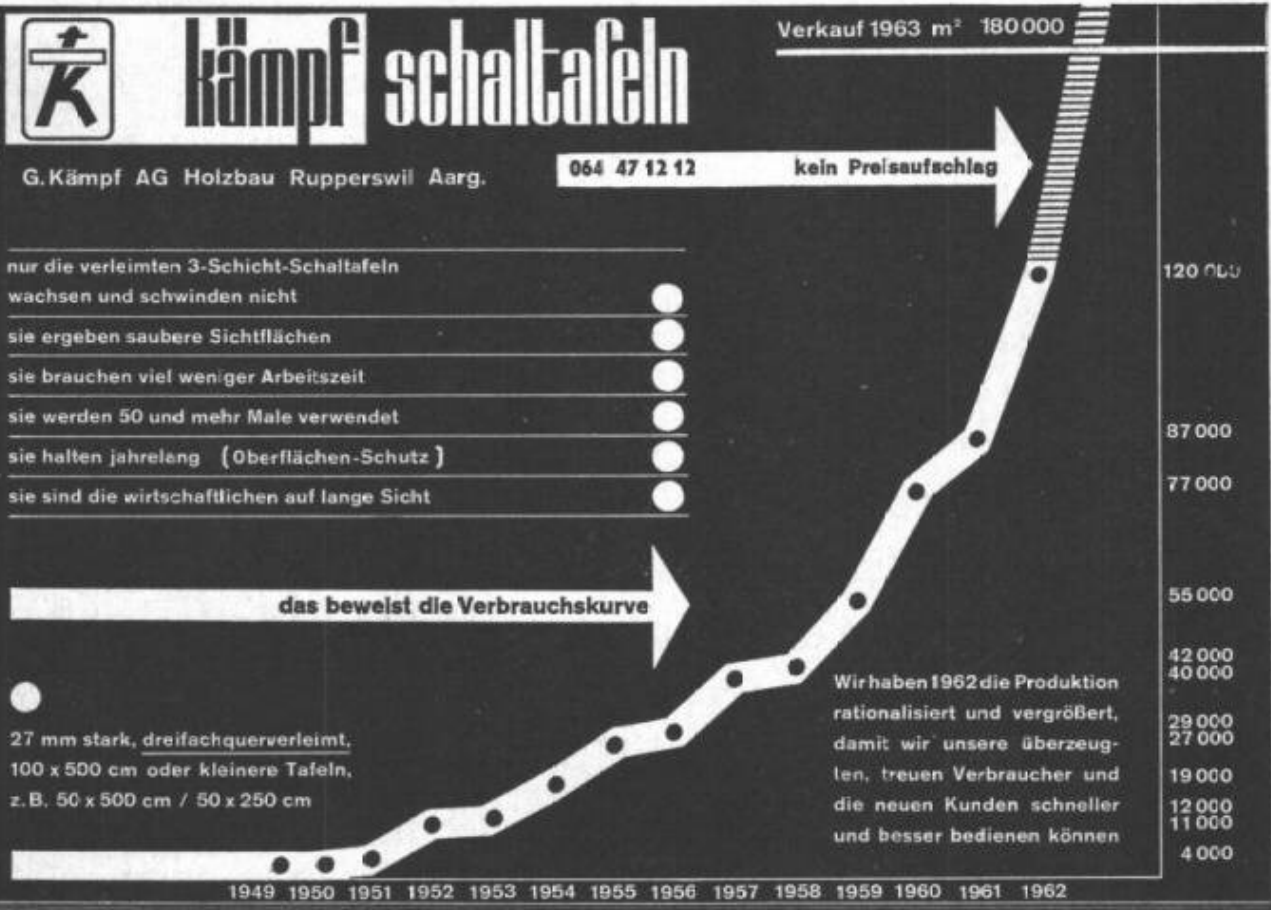 K
kämpf schaltafeln
Verkauf 1963 m² 180000
G. Kämpf AG Holzbau Rupperswil Aarg.
064 47 12 12 kein Preisaufschlag
nur die verleimten 3-Schicht-Schaltafeln
wachsen und schwinden nicht
sie ergeben saubere Sichtflächen
sie brauchen viel weniger Arbeitszeit
sie werden 50 und mehr Male verwendet
sie halten jahrelang (Oberflächen-Schutz)
sie sind die wirtschaftlichen auf lange Sicht
das beweist die Verbrauchskurve
27 mm stark, dreifachquerverleimt,
100 x 500 cm oder kleinere Tafeln,
z.B. 50 x 500 cm / 50 x 250 cm
Wir haben 1962 die Produktion
rationalisiert und vergrößert,
damit wir unsere überzeug-
ten, treuen Verbraucher und
die neuen Kunden schneller
und besser bedienen können
120 000
87 000
77 000
55 000
42 000
40 000
29 000
27 000
19 000
12 000
11 000
4 000
1949 1950 1951 1952 1953 1954 1955 1956 1957 1958 1959 1960 1961 1962